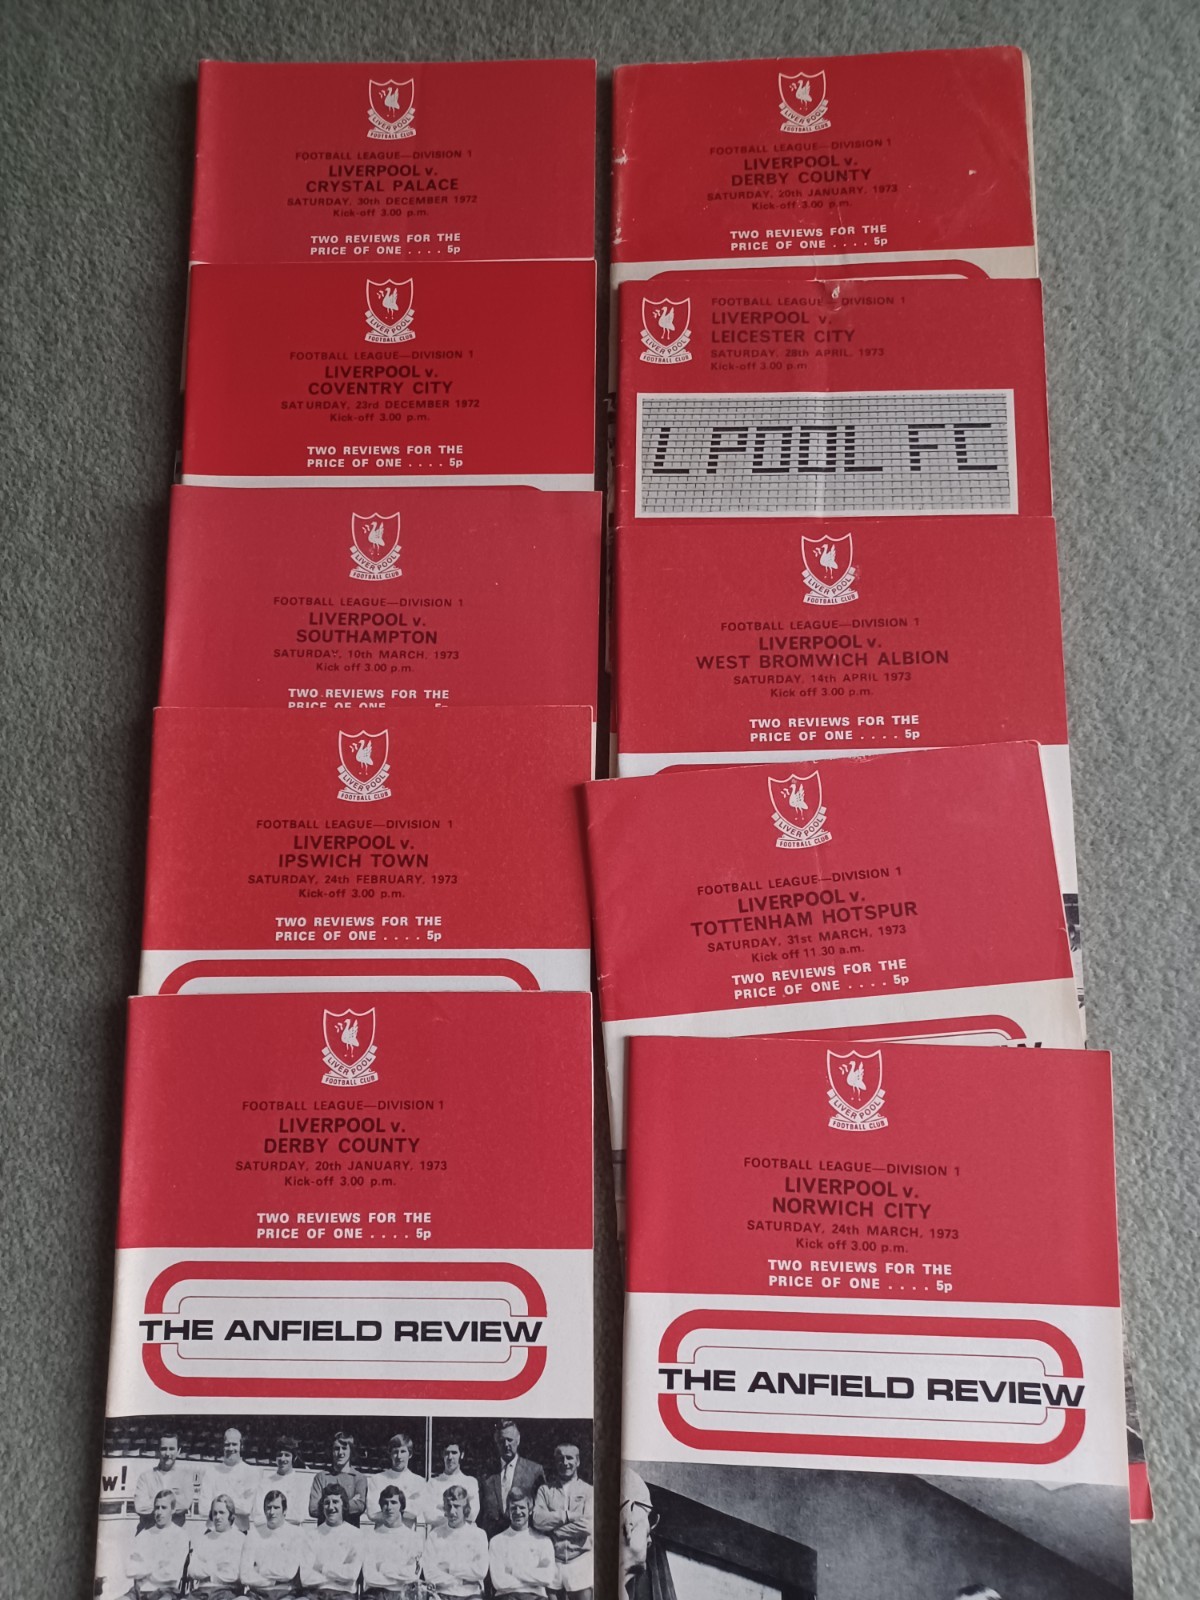 LIVERPOOL
FOOTBALL CLUB
FOOTBALL LEAGUE—DIVISION 1
LIVERPOOL v.
CRYSTAL PALACE
SATURDAY, 30th DECEMBER 1972
Kick-off 3.00 p.m.
TWO REVIEWS FOR THE
PRICE OF ONE .... 5p
LIVERPOOL
FOOTBALL CLUB
FOOTBALL LEAGUE—DIVISION 1
LIVERPOOL v.
COVENTRY CITY
SATURDAY, 23rd DECEMBER 1972
Kick-off 3.00 p.m.
TWO REVIEWS FOR THE
PRICE OF ONE .... 5p
LIVERPOOL
FOOTBALL CLUB
FOOTBALL LEAGUE—DIVISION 1
LIVERPOOL v.
SOUTHAMPTON
SATURDAY, 10th MARCH, 1973
Kick off 3.00 p.m.
TWO REVIEWS FOR THE
PRICE OF ONE .... 5p
LIVERPOOL
FOOTBALL CLUB
FOOTBALL LEAGUE—DIVISION 1
LIVERPOOL v.
IPSWICH TOWN
SATURDAY, 24th FEBRUARY, 1973
Kick-off 3.00 p.m.
TWO REVIEWS FOR THE
PRICE OF ONE .... 5p
LIVERPOOL
FOOTBALL CLUB
FOOTBALL LEAGUE—DIVISION 1
LIVERPOOL v.
DERBY COUNTY
SATURDAY, 20th JANUARY, 1973
Kick-off 3.00 p.m.
TWO REVIEWS FOR THE
PRICE OF ONE .... 5p
THE ANFIELD REVIEW
w!
LIVERPOOL
FOOTBALL CLUB
FOOTBALL LEAGUE—DIVISION 1
LIVERPOOL v.
DERBY COUNTY
SATURDAY, 20th JANUARY, 1973
Kick-off 3.00 p.m.
TWO REVIEWS FOR THE
PRICE OF ONE .... 5p
LIVERPOOL
FOOTBALL CLUB
FOOTBALL LEAGUE—DIVISION 1
LIVERPOOL v.
LEICESTER CITY
SATURDAY, 28th APRIL, 1973
Kick-off 3.00 p.m
L POOL FC
LIVERPOOL
FOOTBALL CLUB
FOOTBALL LEAGUE—DIVISION 1
LIVERPOOL v.
WEST BROMWICH ALBION
SATURDAY, 14th APRIL 1973
Kick off 3.00 p.m.
TWO REVIEWS FOR THE
PRICE OF ONE .... 5p
LIVERPOOL
FOOTBALL CLUB
FOOTBALL LEAGUE—DIVISION 1
LIVERPOOL v.
TOTTENHAM HOTSPUR
SATURDAY, 31st MARCH, 1973
Kick off 11.30 a.m.
TWO REVIEWS FOR THE
PRICE OF ONE .... 5p
LIVERPOOL
FOOTBALL CLUB
FOOTBALL LEAGUE—DIVISION 1
LIVERPOOL v.
NORWICH CITY
SATURDAY, 24th MARCH, 1973
Kick off 3.00 p.m.
TWO REVIEWS FOR THE
PRICE OF ONE .... 5p
THE ANFIELD REVIEW